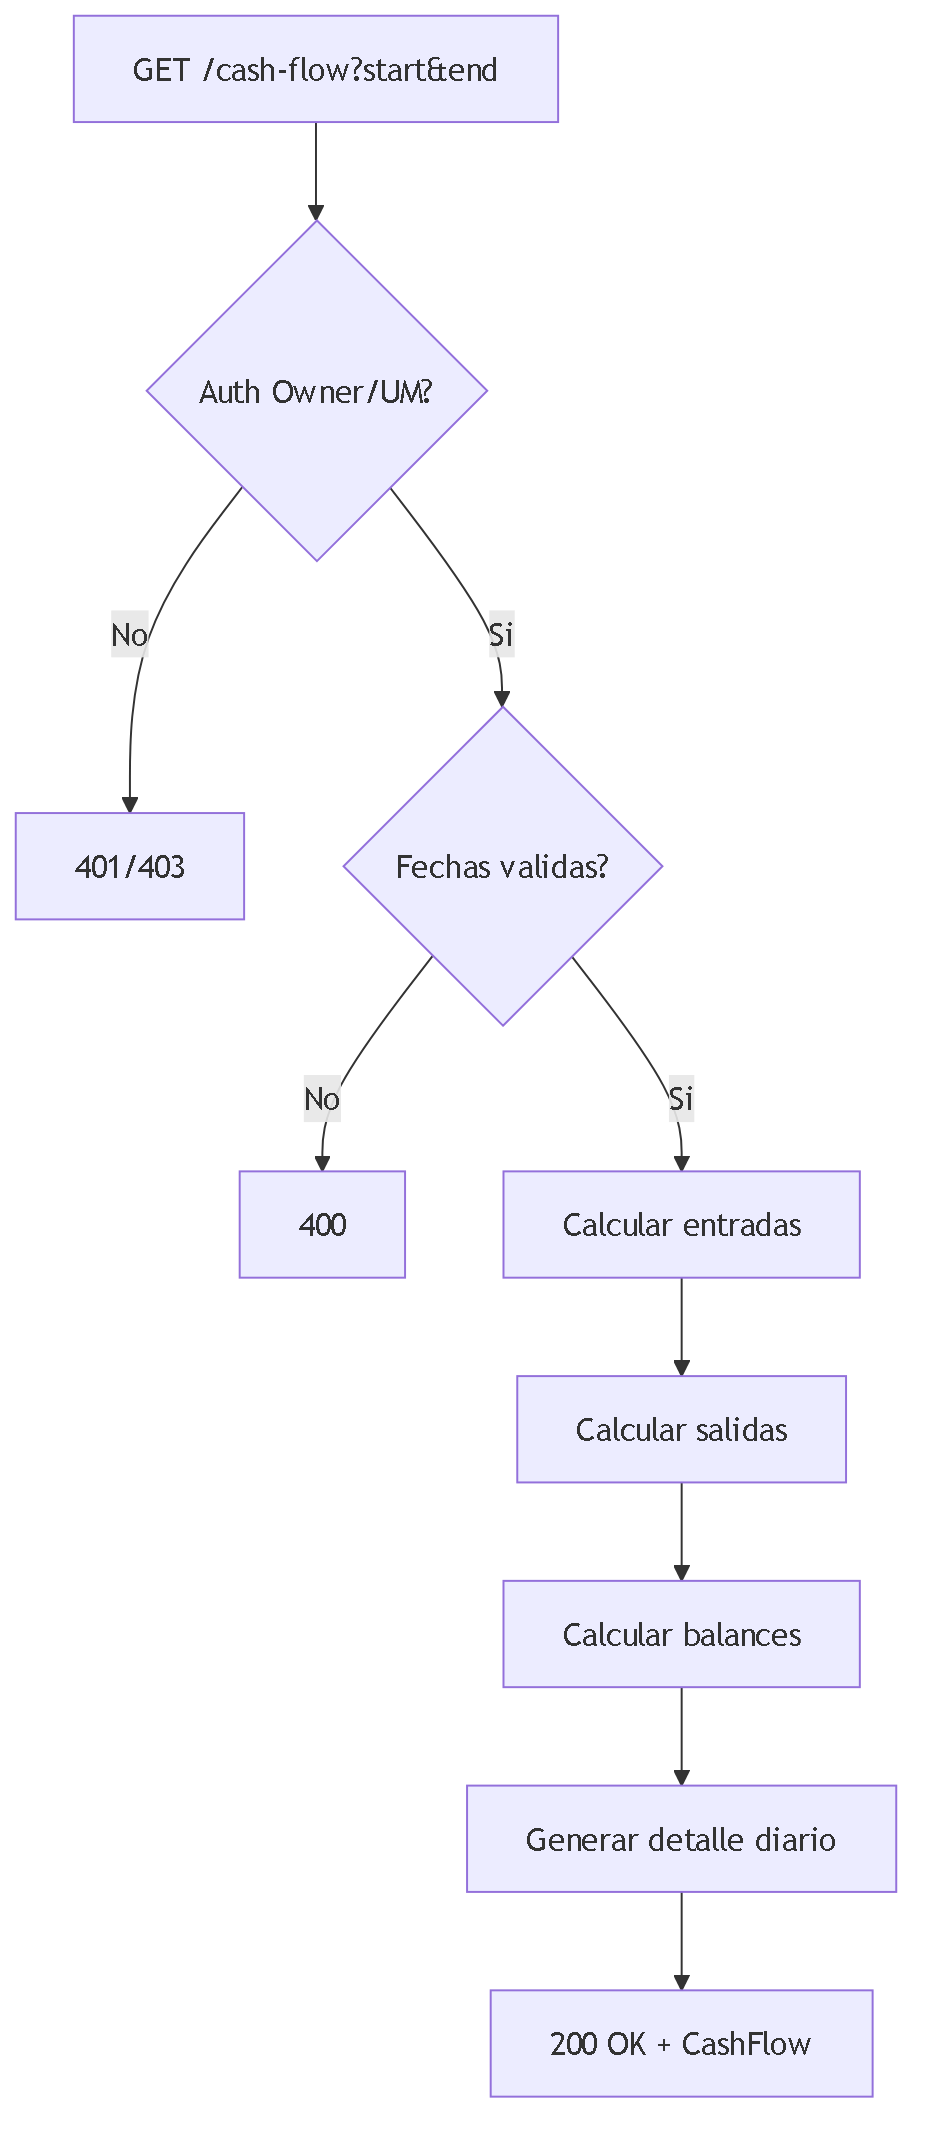 GET /cash-flow?start&end
Auth Owner/UM?
No
Si
401/403
Fechas validas?
No
Si
400
Calcular entradas
Calcular salidas
Calcular balances
Generar detalle diario
200 OK + CashFlow